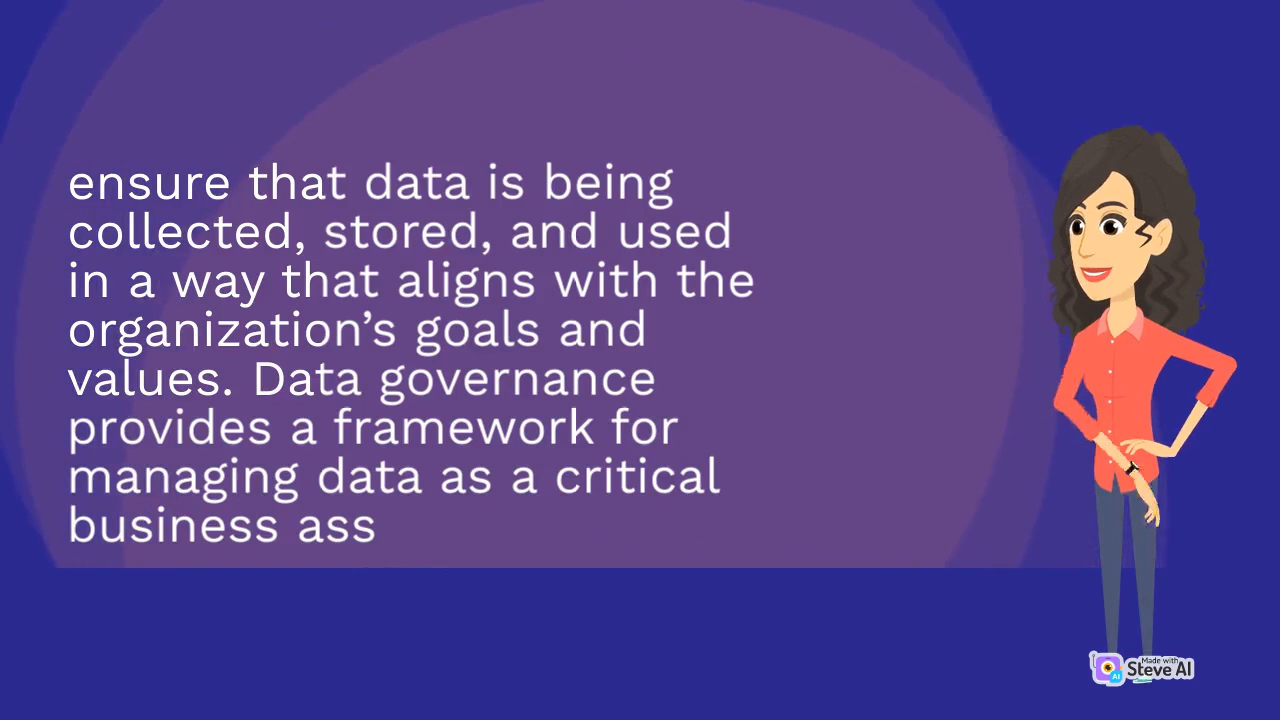 ensure that data is being
collected, stored, and used
in a way that aligns with the
organization’s goals and
values. Data governance
provides a framework for
managing data as a critical
business ass
Made with
Steve AI
AI